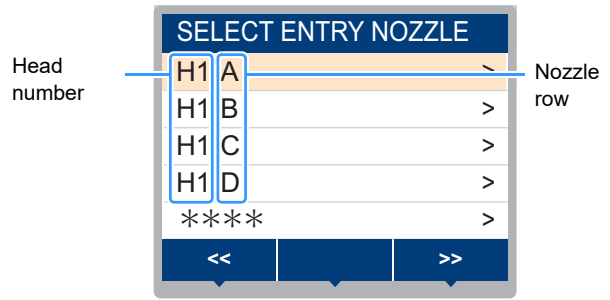 SELECT ENTRY NOZZLE
Head
number
H1 A >
Nozzle
row
H1 B >
H1 C >
H1 D >
**** >
<< >>